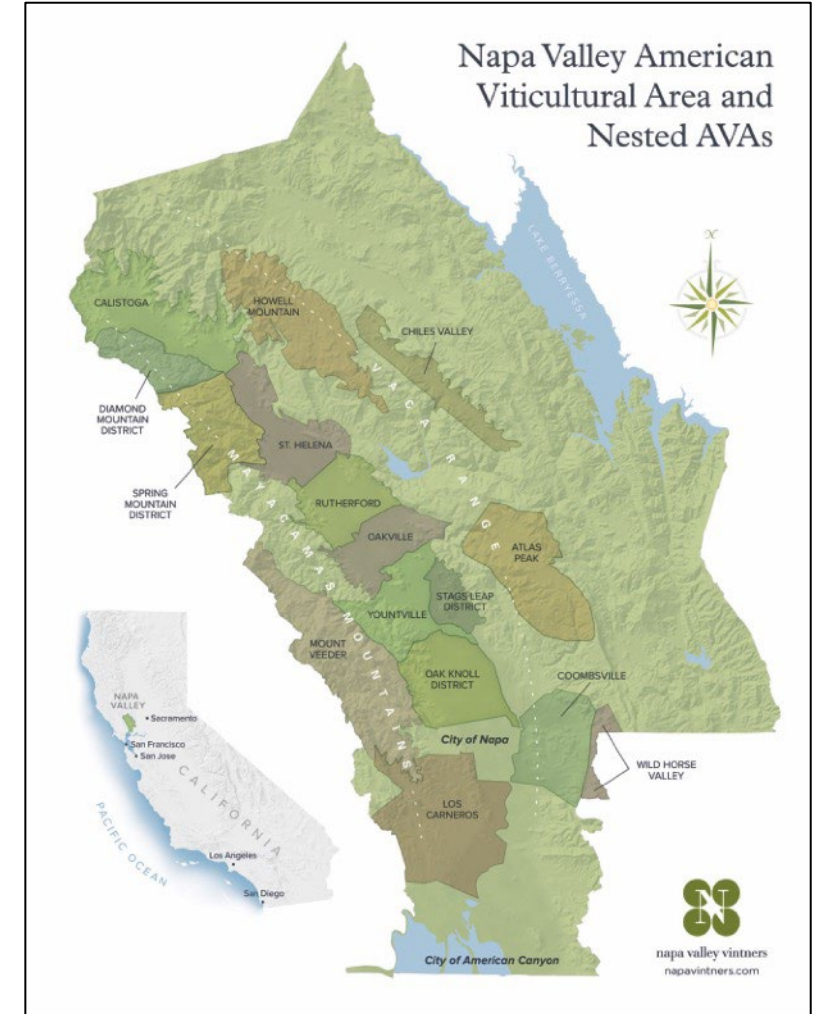 Napa Valley American
Viticultural Area and
Nested AVAs
N
LAKE BERRYESSA
CALISTOGA
HOWELL
MOUNTAIN
CHILES VALLEY
VACA RANGE
DIAMOND
MOUNTAIN
DISTRICT
ST. HELENA
SPRING
MOUNTAIN
DISTRICT
MAYACAMAS MOUNTAINS
RUTHERFORD
OAKVILLE
ATLAS
PEAK
STAGS LEAP
DISTRICT
YOUNTVILLE
MOUNT
VEEDER
OAK KNOLL
DISTRICT
COOMBSVILLE
City of Napa
WILD HORSE
VALLEY
LOS
CARNEROS
NAPA
VALLEY
Sacramento
San Francisco
San Jose
CALIFORNIA
PACIFIC OCEAN
Los Angeles
San Diego
City of American Canyon
N
napa valley vintners
napavintners.com